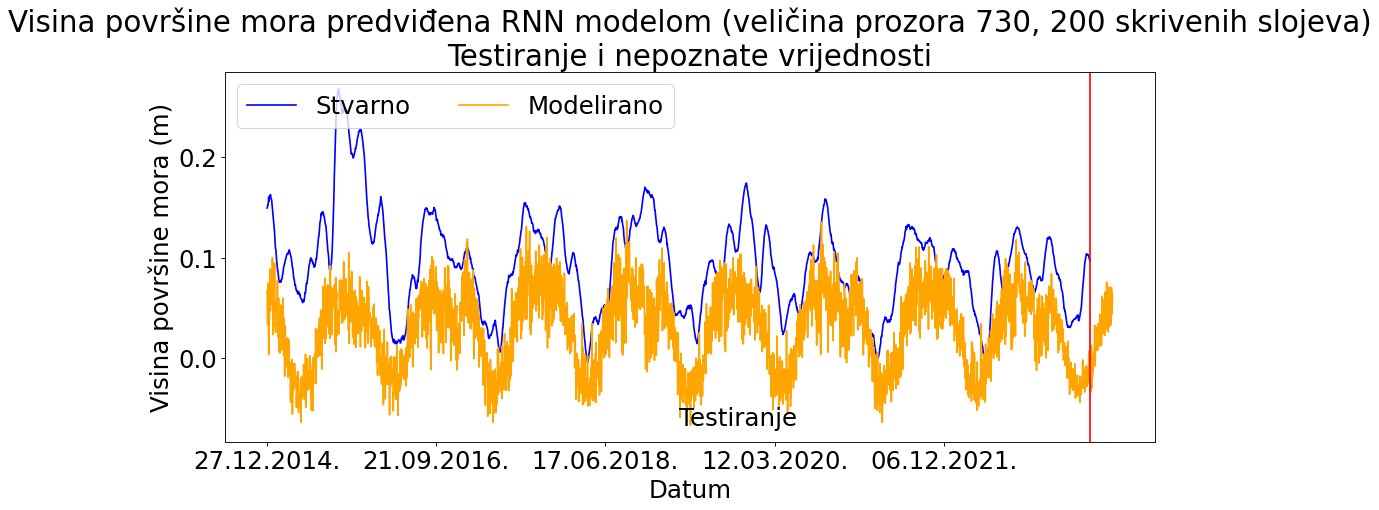 Visina površine mora predviđena RNN modelom (veličina prozora 730, 200 skrivenih slojeva)
Testiranje i nepoznate vrijednosti
Stvarno
Modelirano
Visina površine mora (m)
0.2
0.1
0.0
Testiranje
27.12.2014.
21.09.2016.
17.06.2018.
12.03.2020.
06.12.2021.
Datum